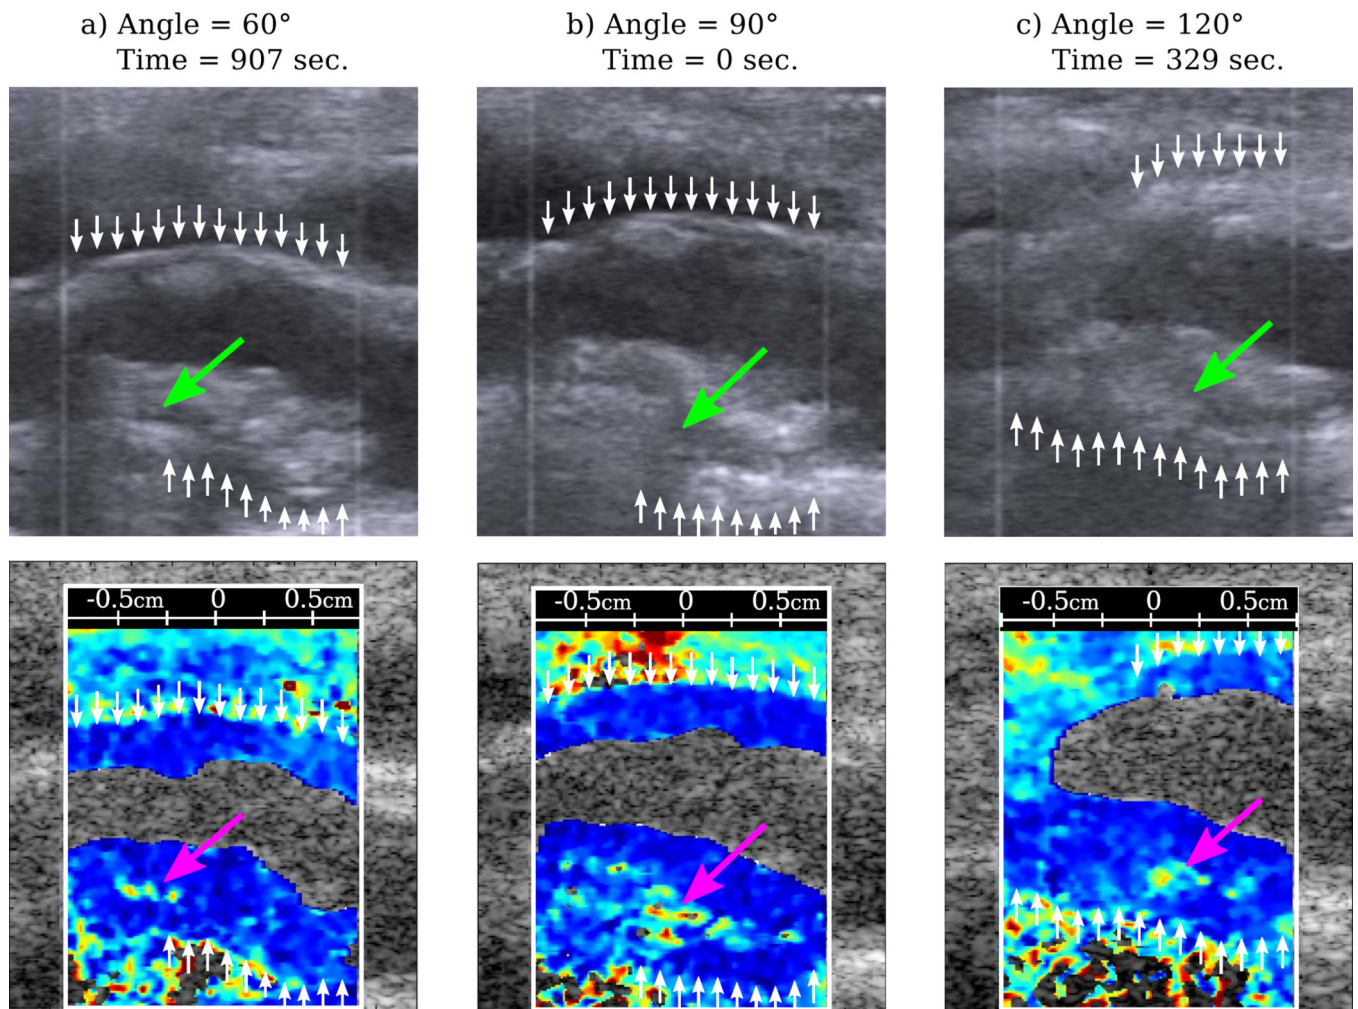 a) Angle = 60°
Time = 907 sec.
b) Angle = 90°
Time = 0 sec.
c) Angle = 120°
Time = 329 sec.
-0.5cm 0 0.5cm
-0.5cm 0 0.5cm
-0.5cm 0 0.5cm